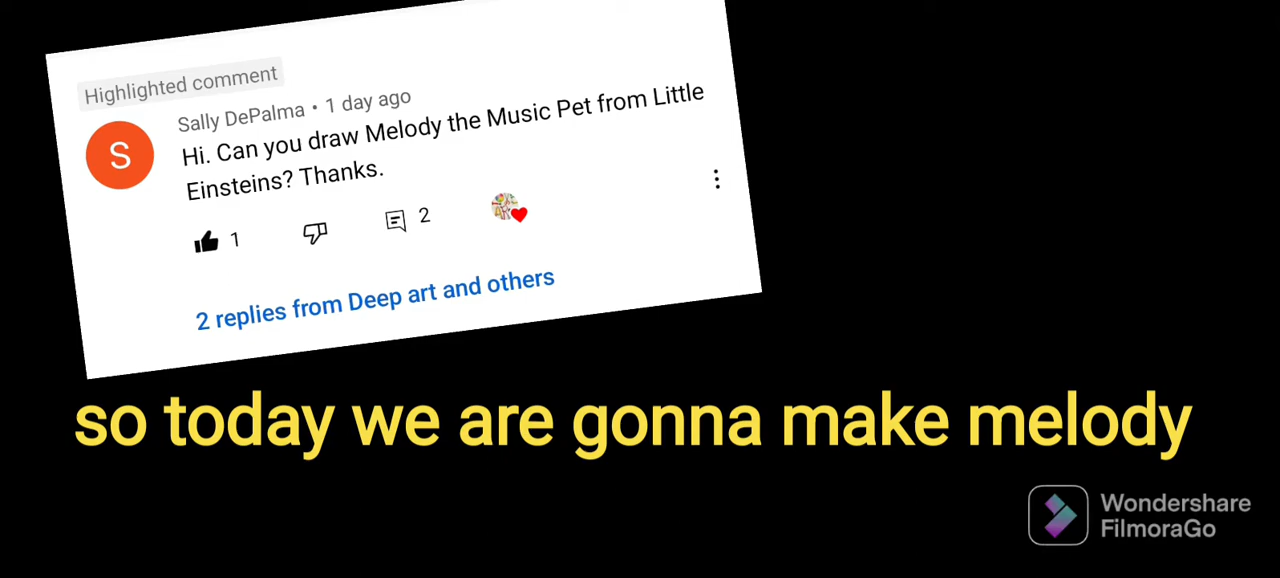 Highlighted comment
Sally DePalma • 1 day ago
Hi. Can you draw Melody the Music Pet from Little
Einsteins? Thanks.
S
1
2
2 replies from Deep art and others
so today we are gonna make melody
Wondershare
FilmoraGo